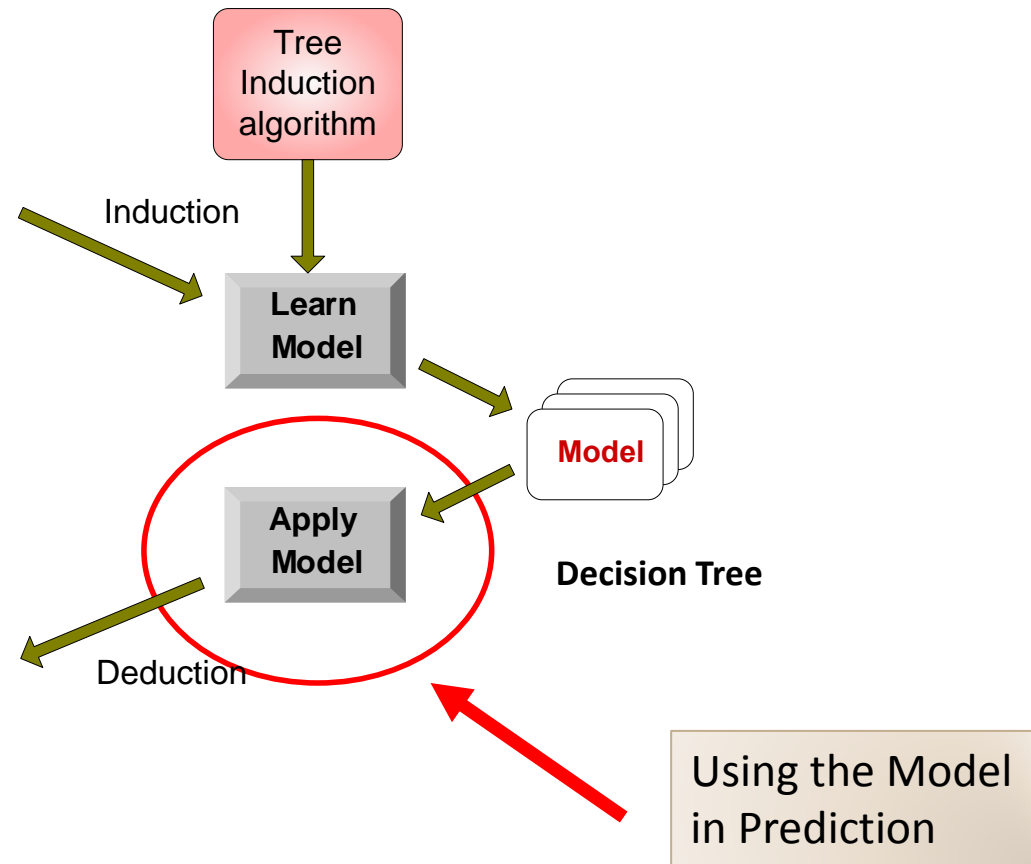 Tree
Induction
algorithm
Induction
Learn
Model
Model
Apply
Model
Decision Tree
Deduction
Using the Model
in Prediction